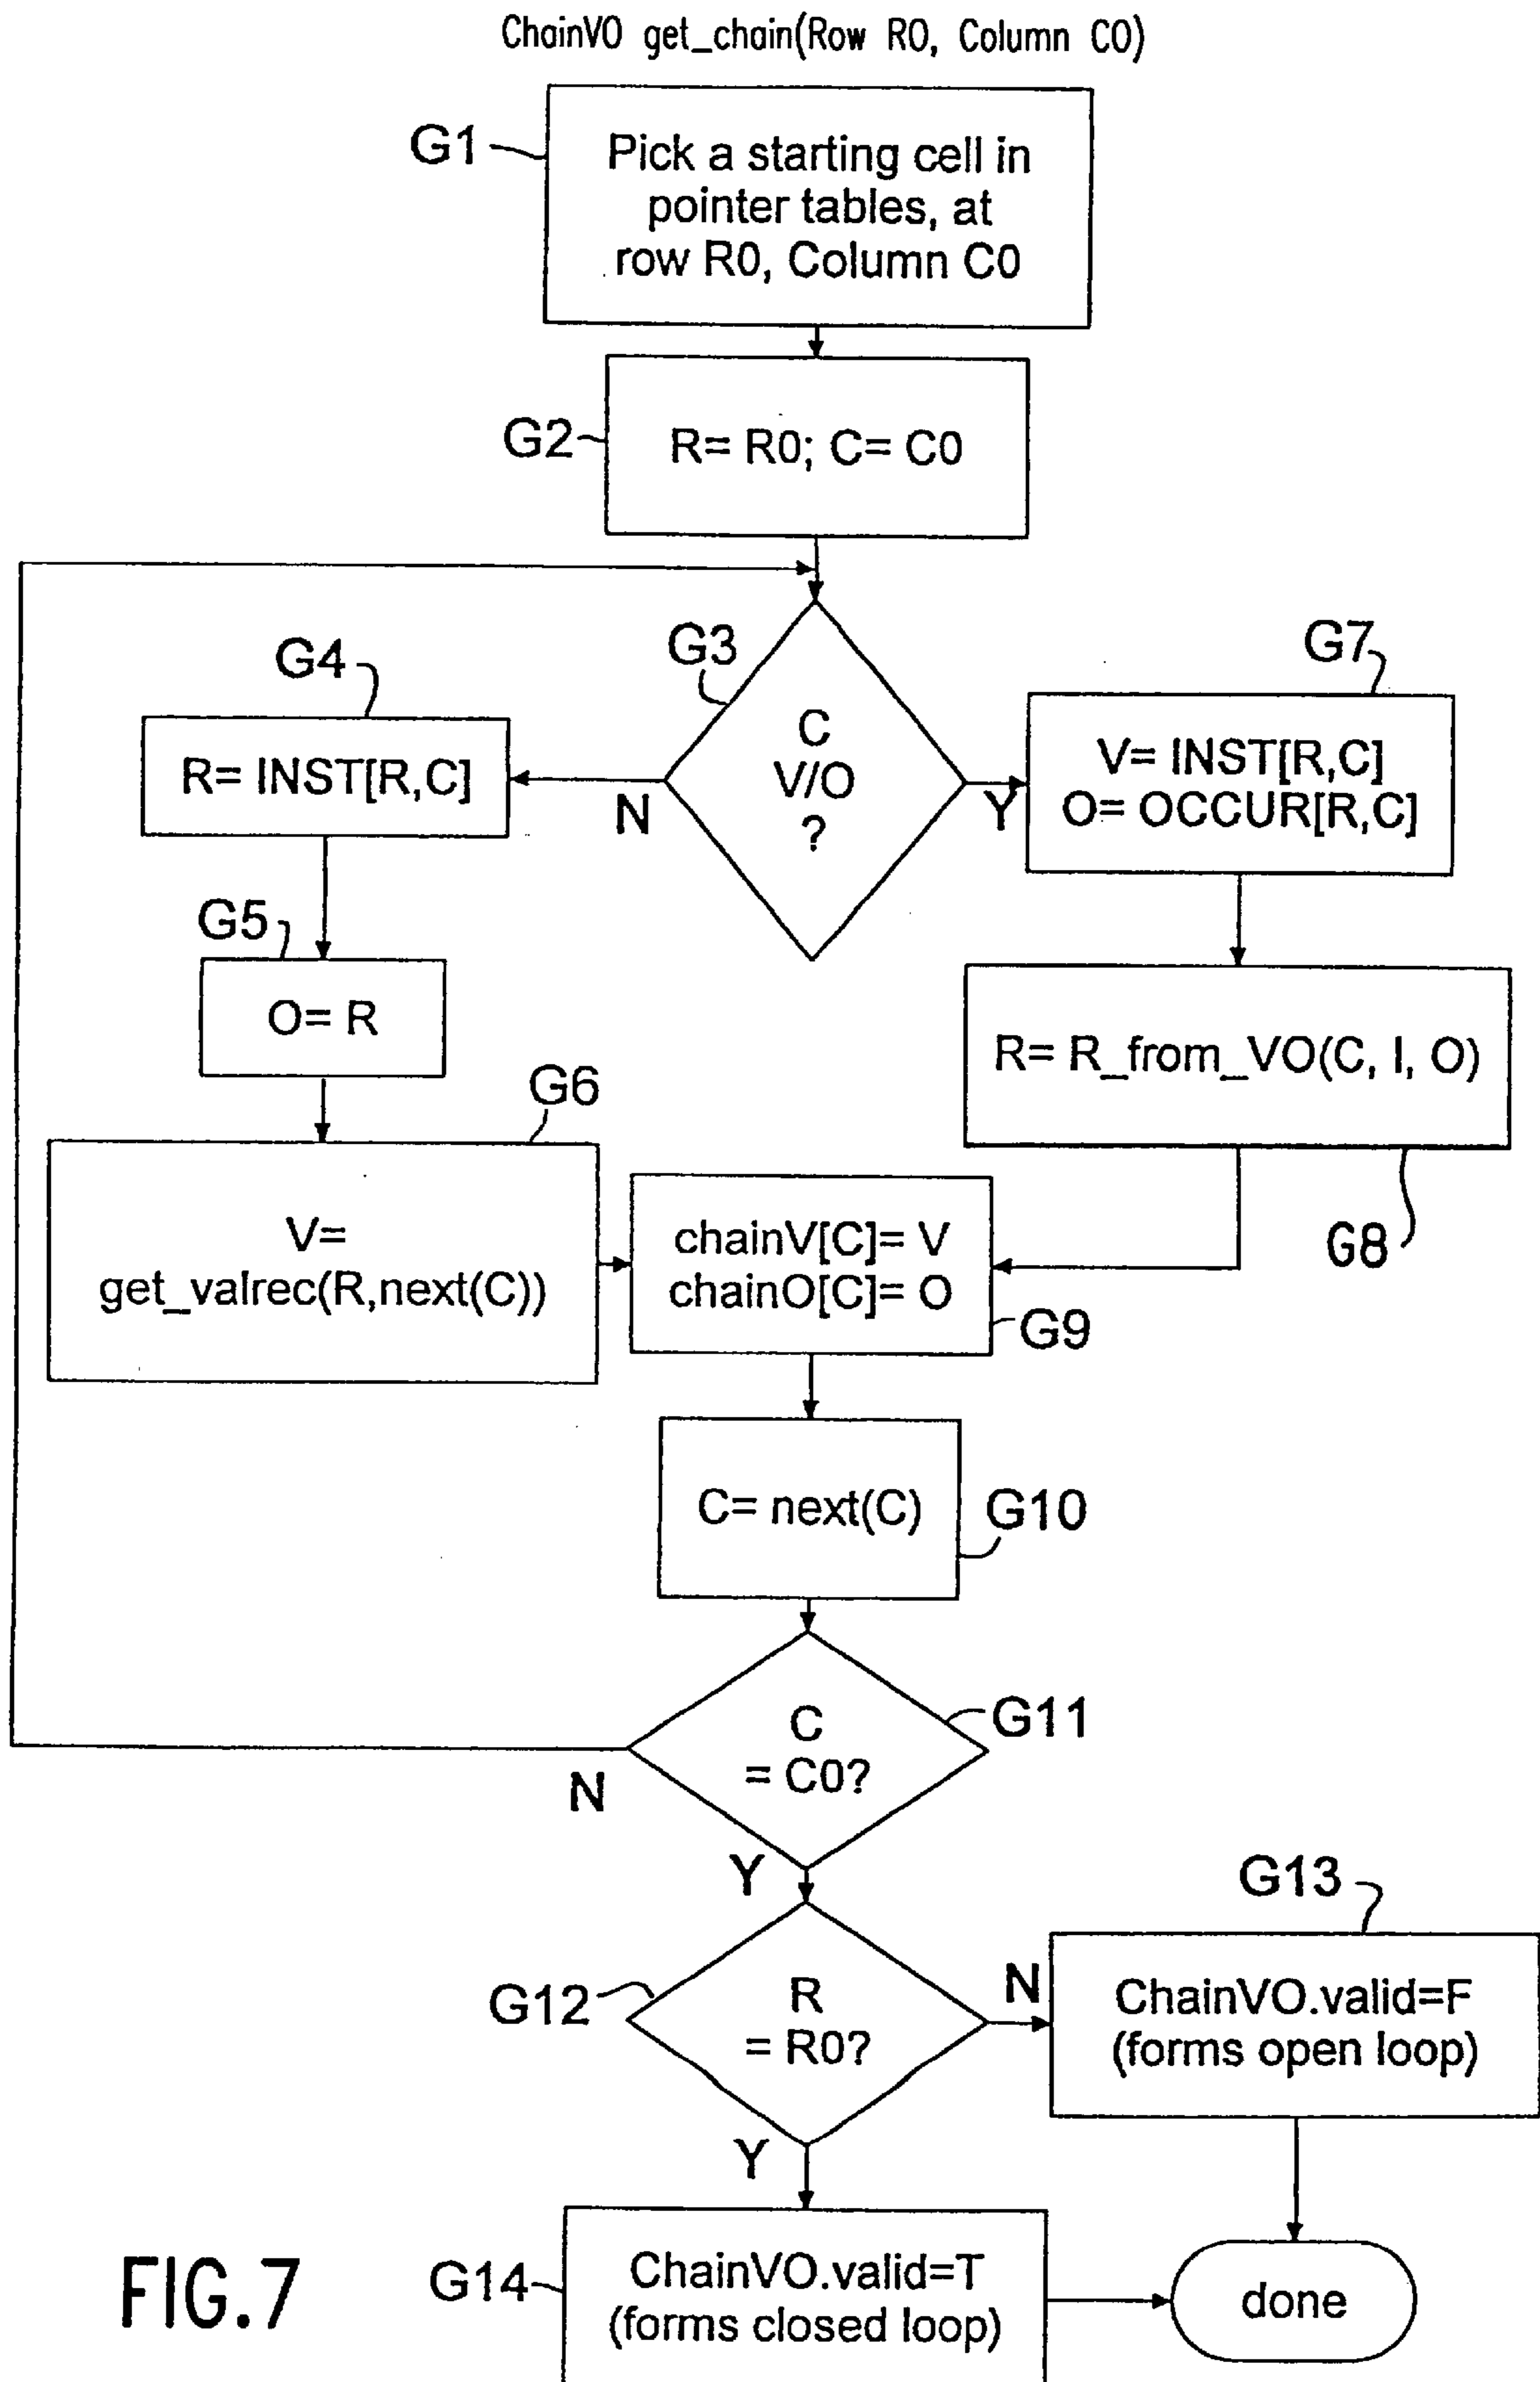 ChainVO get_chain(Row R0, Column C0)
G1
Pick a starting cell in
pointer tables, at
row R0, Column C0
G2
R= R0; C= C0
G3
C
V/O
?
N
Y
G4
R= INST[R,C]
G5
O= R
G6
V=
get_valrec(R,next(C))
G7
V= INST[R,C]
O= OCCUR[R,C]
R= R_from_VO(C, I, O)
G8
chainV[C]= V
chainO[C]= O
G9
C= next(C)
G10
C
= C0?
G11
N
Y
G12
R
= R0?
N
Y
G13
ChainVO.valid=F
(forms open loop)
G14
ChainVO.valid=T
(forms closed loop)
done
FIG.7